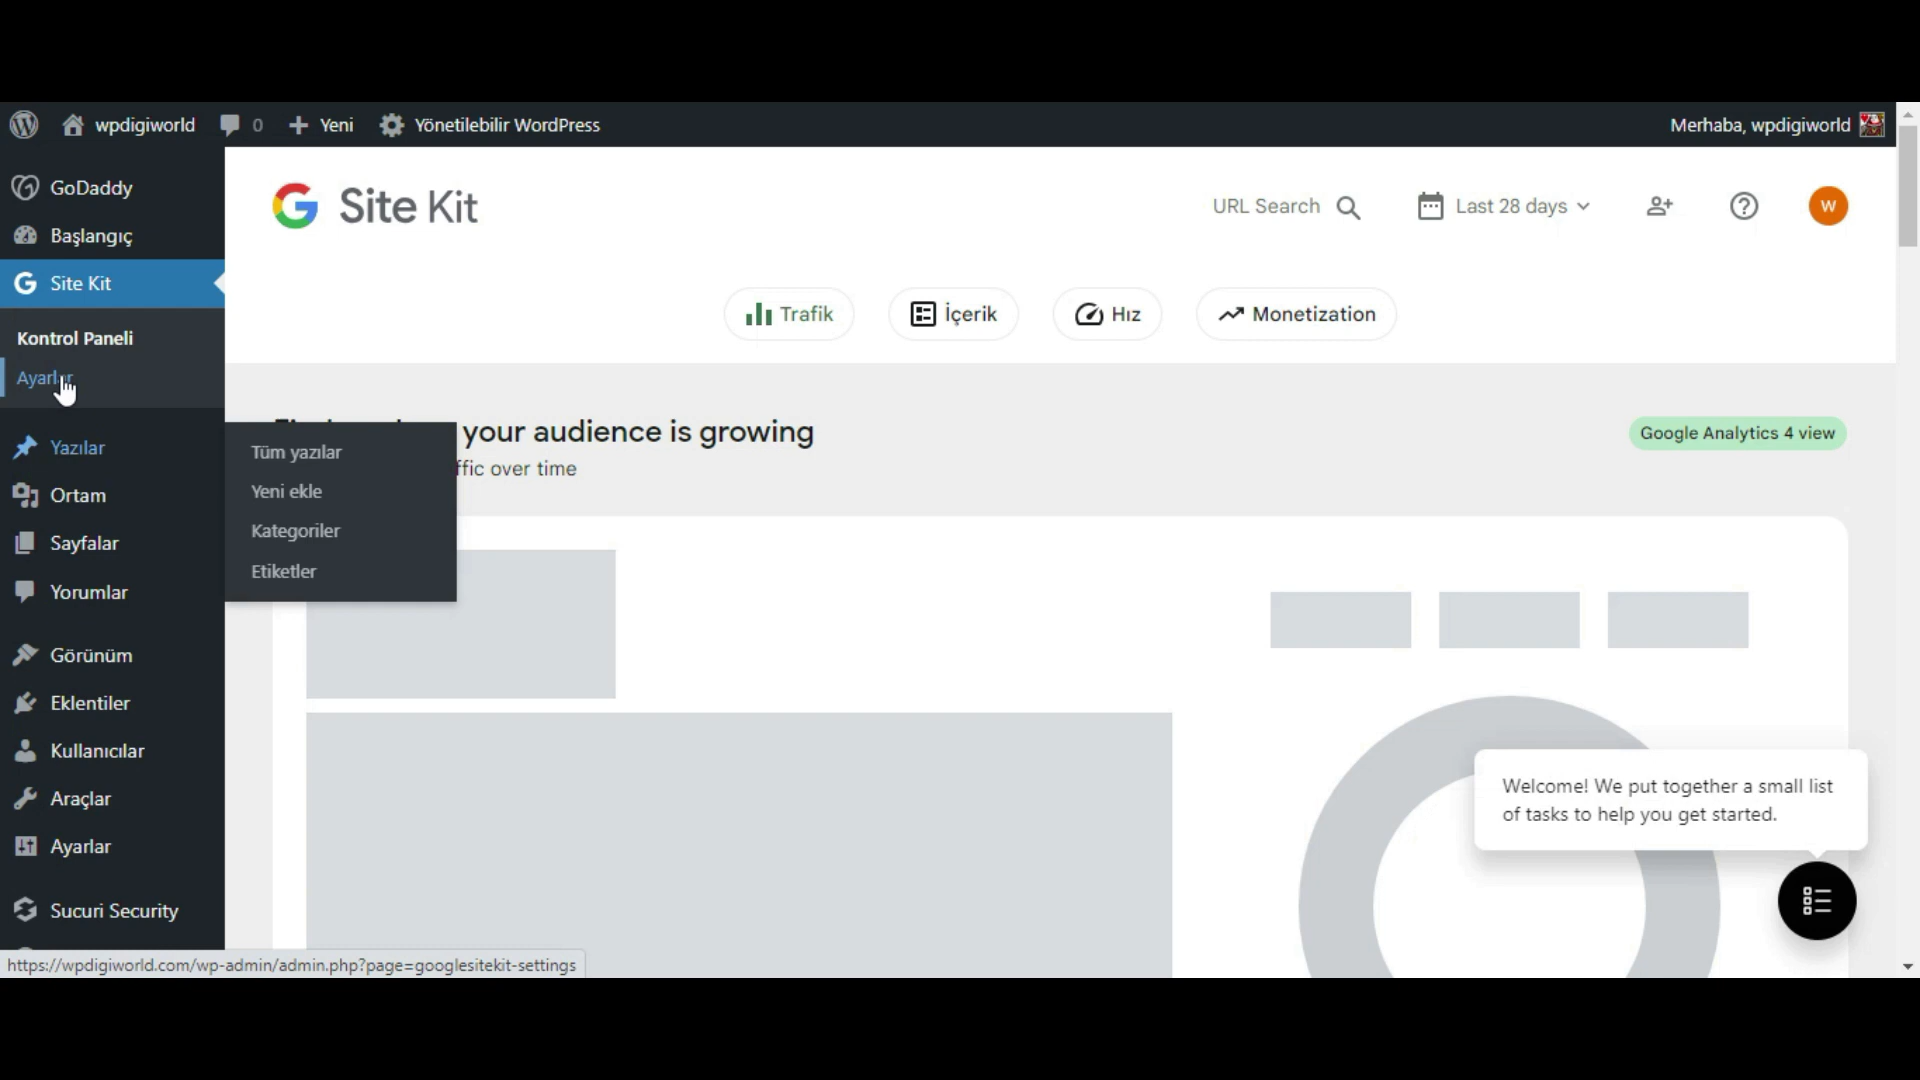 wpdigiworld 0 Yeni Yönetilebilir WordPress Merhaba, wpdigiworld
GoDaddy
Başlangıç
Site Kit
Kontrol Paneli
Yazılar
Ortam
Sayfalar
Yorumlar
Görünüm
Eklentiler
Kullanıcılar
Araçlar
Ayarlar
Sucuri Security
Tüm yazılar
Yeni ekle
Kategoriler
Etiketler
Site Kit
URL Search Last 28 days W
Trafik İçerik Hız Monetization
your audience is growing
over time
Google Analytics 4 view
Welcome! We put together a small list
of tasks to help you get started.
https://wpdigiworld.com/wp-admin/admin.php?page=googlesitekit-settings